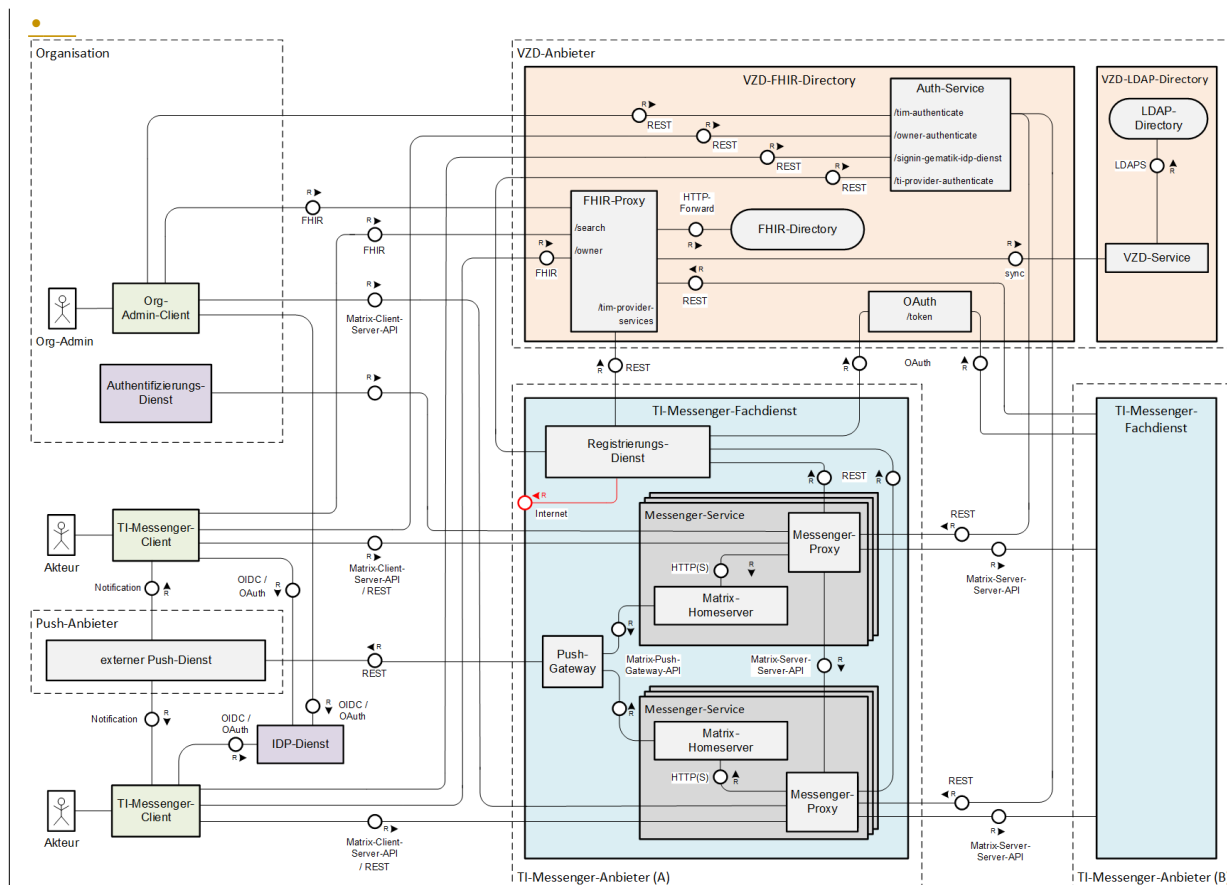 Organisation
VZD-Anbieter
VZD-FHIR-Directory
VZD-LDAP-Directory
Auth-Service
/tim-authenticate
/owner-authenticate
/signin-gematik-idp-dienst
/ti-provider-authenticate
LDAP-
Directory
R
REST
R
REST
R
REST
R
REST
LDAPS
R
FHIR-Proxy
/search
/owner
/tim-provider-
services
HTTP-
Forward
R
FHIR-Directory
R
FHIR
R
FHIR
R
FHIR
R
sync
VZD-Service
R
REST
OAuth
/token
Org-
Admin-Client
Org-Admin
R
Matrix-Client-
Server-API
R
REST
R
OAuth
R
Authentifizierungs-
Dienst
R
TI-Messenger-Fachdienst
TI-Messenger-
Fachdienst
Registrierungs-
Dienst
R
REST
R
R
Internet
Messenger-Service
Messenger-
Proxy
R
REST
TI-Messenger-
Client
Akteur
R
Matrix-Client-
Server-API
/ REST
R
Matrix-Server-
Server-API
HTTP(S)
R
Notification
R
OIDC /
OAuth
R
Matrix-
Homeserver
Push-Anbieter
externer Push-Dienst
R
REST
Push-
Gateway
R
Matrix-Push-
Gateway-API
Matrix-Server-
Server-API
R
R
Notification
R
OIDC /
OAuth
R
OIDC /
OAuth
R
IDP-Dienst
Messenger-Service
Matrix-
Homeserver
HTTP(S)
R
Messenger-
Proxy
R
REST
TI-Messenger-
Client
Akteur
R
Matrix-Client-
Server-API
/ REST
R
Matrix-Server-
Server-API
TI-Messenger-Anbieter (A)
TI-Messenger-Anbieter (B